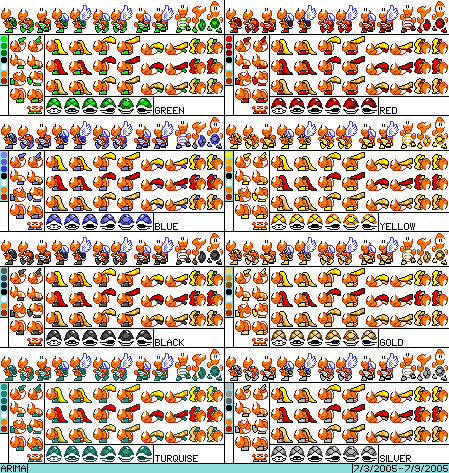 GREEN
RED
BLUE
YELLOW
BLACK
GOLD
TURQUISE
SILVER
ARIMA
7/3/2005-7/9/2005